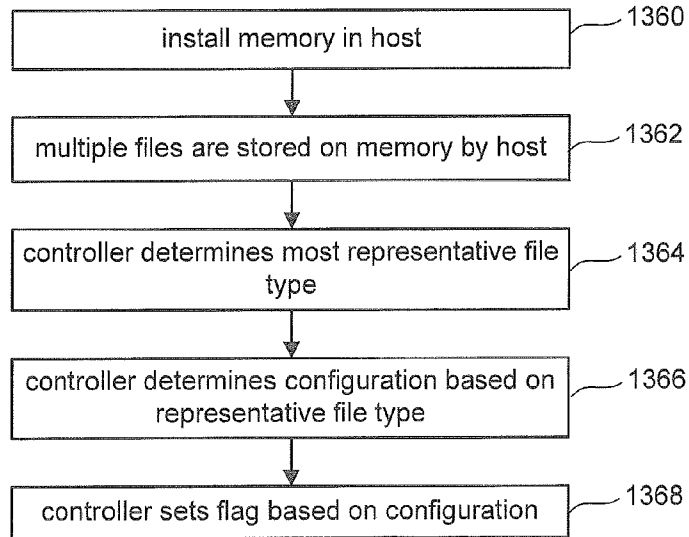 install memory in host
1360
multiple files are stored on memory by host
1362
controller determines most representative file
type
1364
controller determines configuration based on
representative file type
1366
controller sets flag based on configuration
1368